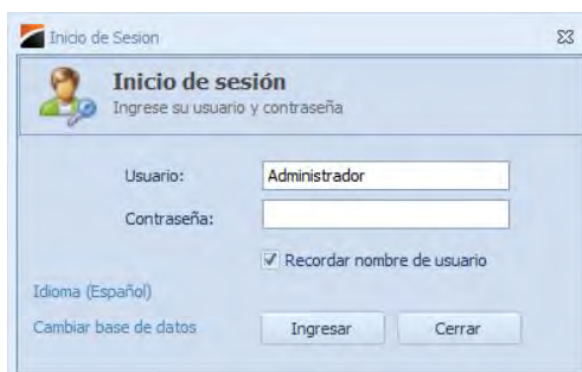 Inicio de Sesion
Inicio de sesión
Ingrese su usuario y contraseña
Usuario: Administrador
Contraseña:
Recordar nombre de usuario
Idioma (Español)
Cambiar base de datos Ingresar Cerrar